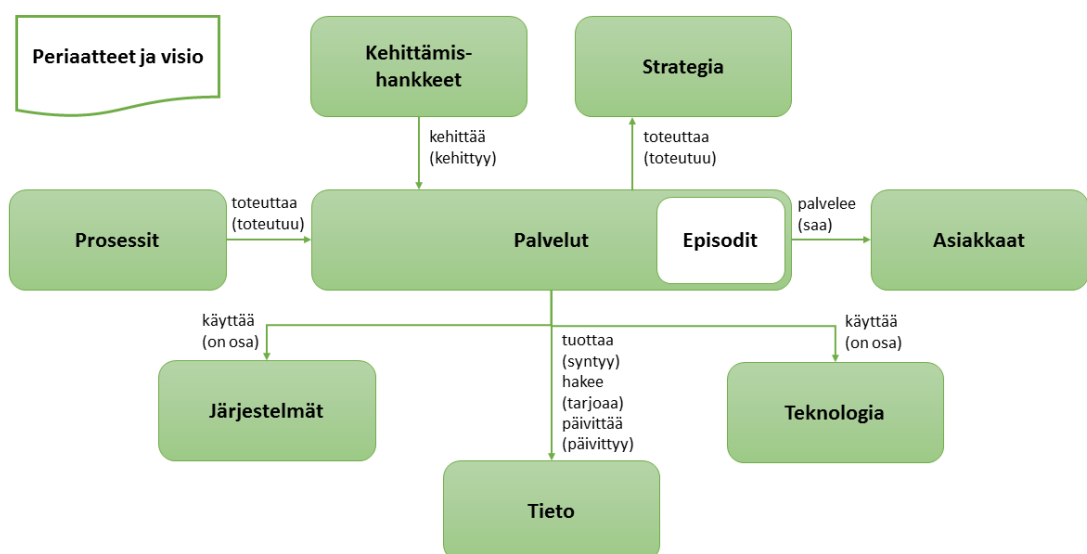 Periaatteet ja visio
Kehittämis-
hankkeet
Strategia
kehittää
(kehittyy)
toteuttaa
(toteutuu)
Prosessit
toteuttaa
(toteutuu)
Palvelut
Episodit
palvelee
(saa)
Asiakkaat
käyttää
(on osa)
tuottaa
(syntyy)
hakee
(tarjoaa)
päivittää
(päivittyy)
käyttää
(on osa)
Järjestelmät
Teknologia
Tieto